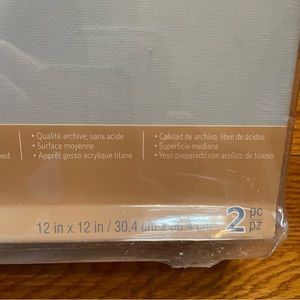 • Qualité archive, sans acide
• Surface moyenne
• Apprêt gesso acrylique titane
• Calidad de archivo, libre de ácidos
• Superficie mediana
• Yeso preparado con acrílico de titanio
12 in x 12 in / 30.4 cm x 30.4 cm
2 pc
pz